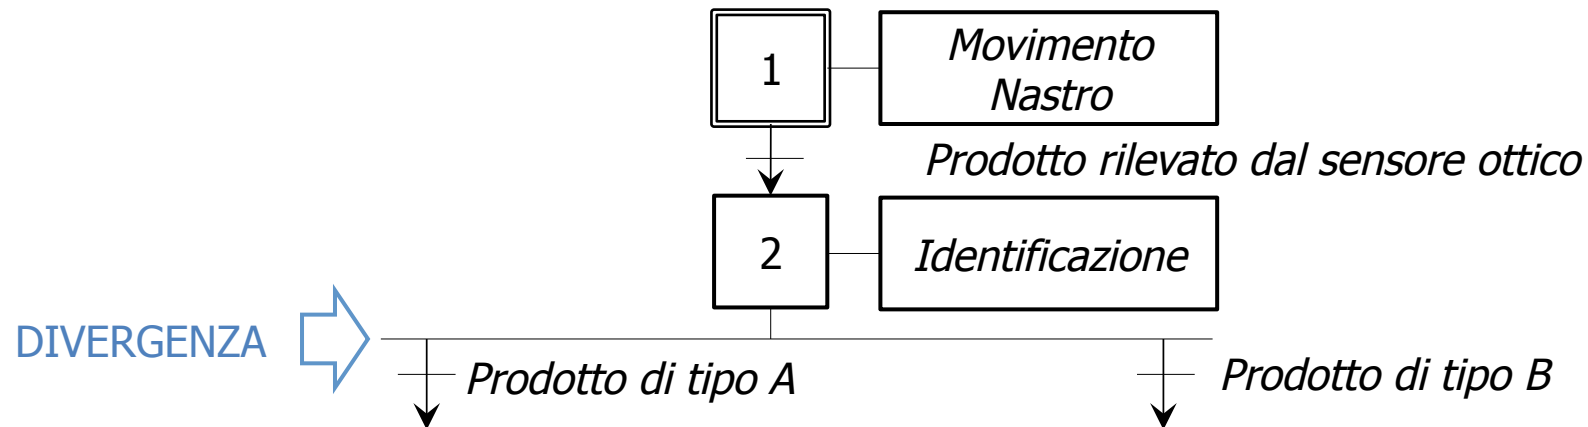 1
Movimento
Nastro
Prodotto rilevato dal sensore ottico
2
Identificazione
DIVERGENZA
Prodotto di tipo A
Prodotto di tipo B